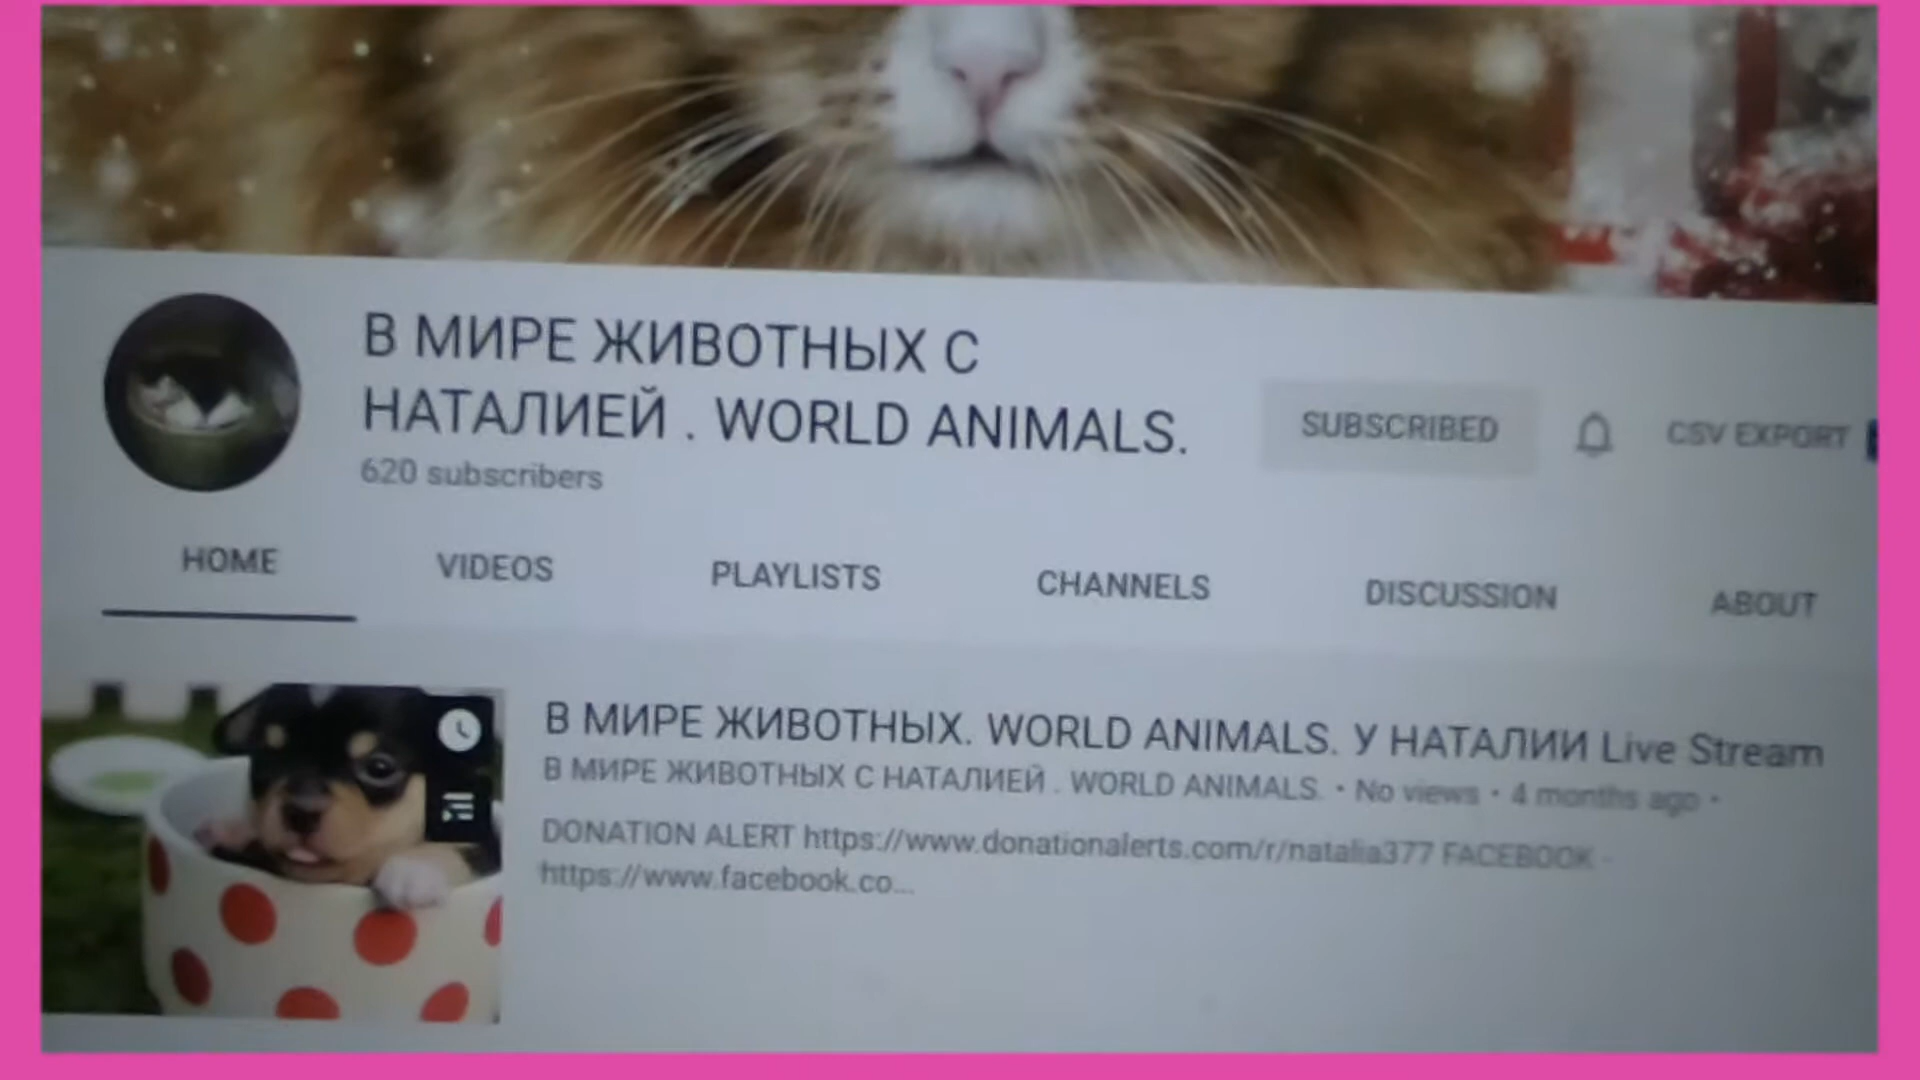 В МИРЕ ЖИВОТНЫХ С
НАТАЛИЕЙ . WORLD ANIMALS.
620 subscribers
SUBSCRIBED
CSV EXPORT
HOME
VIDEOS
PLAYLISTS
CHANNELS
DISCUSSION
ABOUT
В МИРЕ ЖИВОТНЫХ. WORLD ANIMALS. У НАТАЛИИ Live Stream
В МИРЕ ЖИВОТНЫХ С НАТАЛИЕЙ . WORLD ANIMALS. • No views • 4 months ago •
DONATION ALERT https://www.donationalerts.com/r/natalia377 FACEBOOK -
https://www.facebook.co...